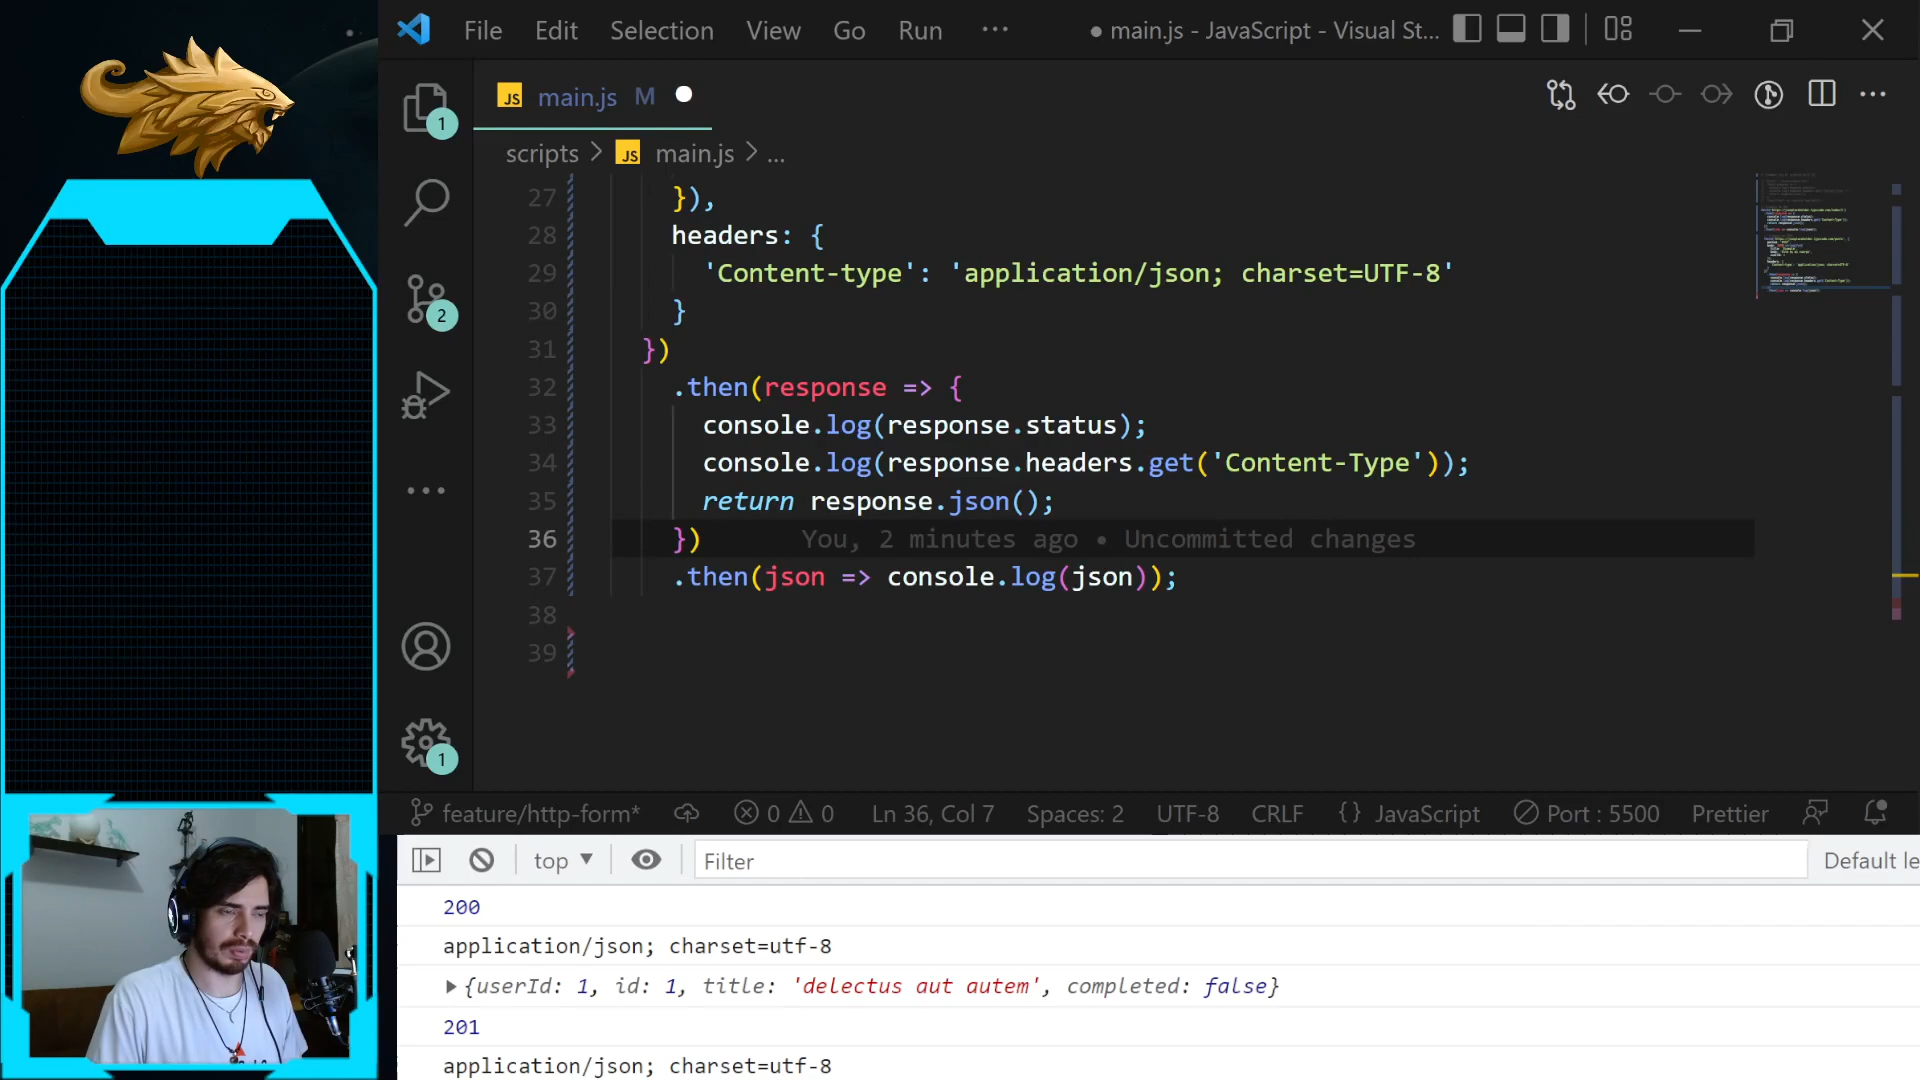 File Edit Selection View Go Run ··· ● main.js - JavaScript - Visual St...
JS main.js M
scripts > JS main.js > ...
27 }),
28 headers: {
29 'Content-type': 'application/json; charset=UTF-8'
30 }
31 })
32 .then(response => {
33 console.log(response.status);
34 console.log(response.headers.get('Content-Type'));
35 return response.json();
36 }) You, 2 minutes ago • Uncommitted changes
37 .then(json => console.log(json));
38
39
1
2
1
feature/http-form* 0 0 Ln 36, Col 7 Spaces: 2 UTF-8 CRLF {} JavaScript Port : 5500 Prettier
top ▼ Filter Default le
200
application/json; charset=utf-8
▶ {userId: 1, id: 1, title: 'delectus aut autem', completed: false}
201
application/json; charset=utf-8